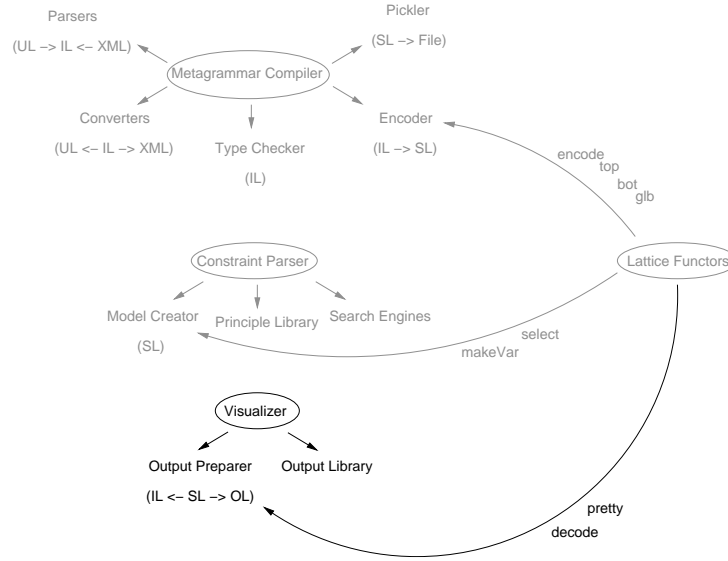 Parsers
(UL −> IL <− XML)
Pickler
(SL −> File)
Metagrammar Compiler
Converters
(UL <− IL −> XML)
Type Checker
(IL)
Encoder
(IL −> SL)
encode
top
bot
glb
Constraint Parser
Lattice Functors
Model Creator
(SL)
Principle Library
Search Engines
select
makeVar
Visualizer
Output Preparer
(IL <− SL −> OL)
Output Library
pretty
decode